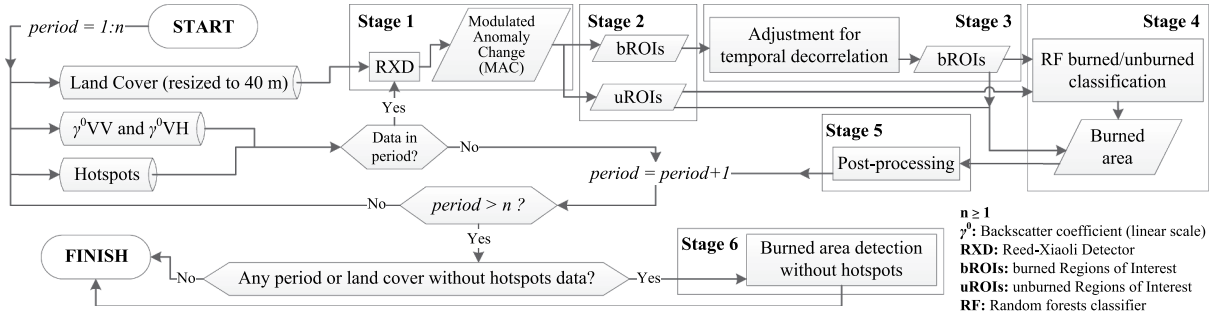 period = 1:n
START
Stage 1
Modulated
Anomaly
Change
(MAC)
RXD
Stage 2
bROIs
uROIs
Stage 3
Adjustment for
temporal decorrelation
bROIs
Stage 4
RF burned/unburned
classification
Burned
area
Land Cover (resized to 40 m)
Yes
γ⁰VV and γ⁰VH
Hotspots
Data in
period?
No
Stage 5
Post-processing
period = period+1
period > n ?
No
Yes
FINISH
No
Any period or land cover without hotspots data?
Yes
Stage 6
Burned area detection
without hotspots
n ≥ 1
γ⁰: Backscatter coefficient (linear scale)
RXD: Reed-Xiaoli Detector
bROIs: burned Regions of Interest
uROIs: unburned Regions of Interest
RF: Random forests classifier